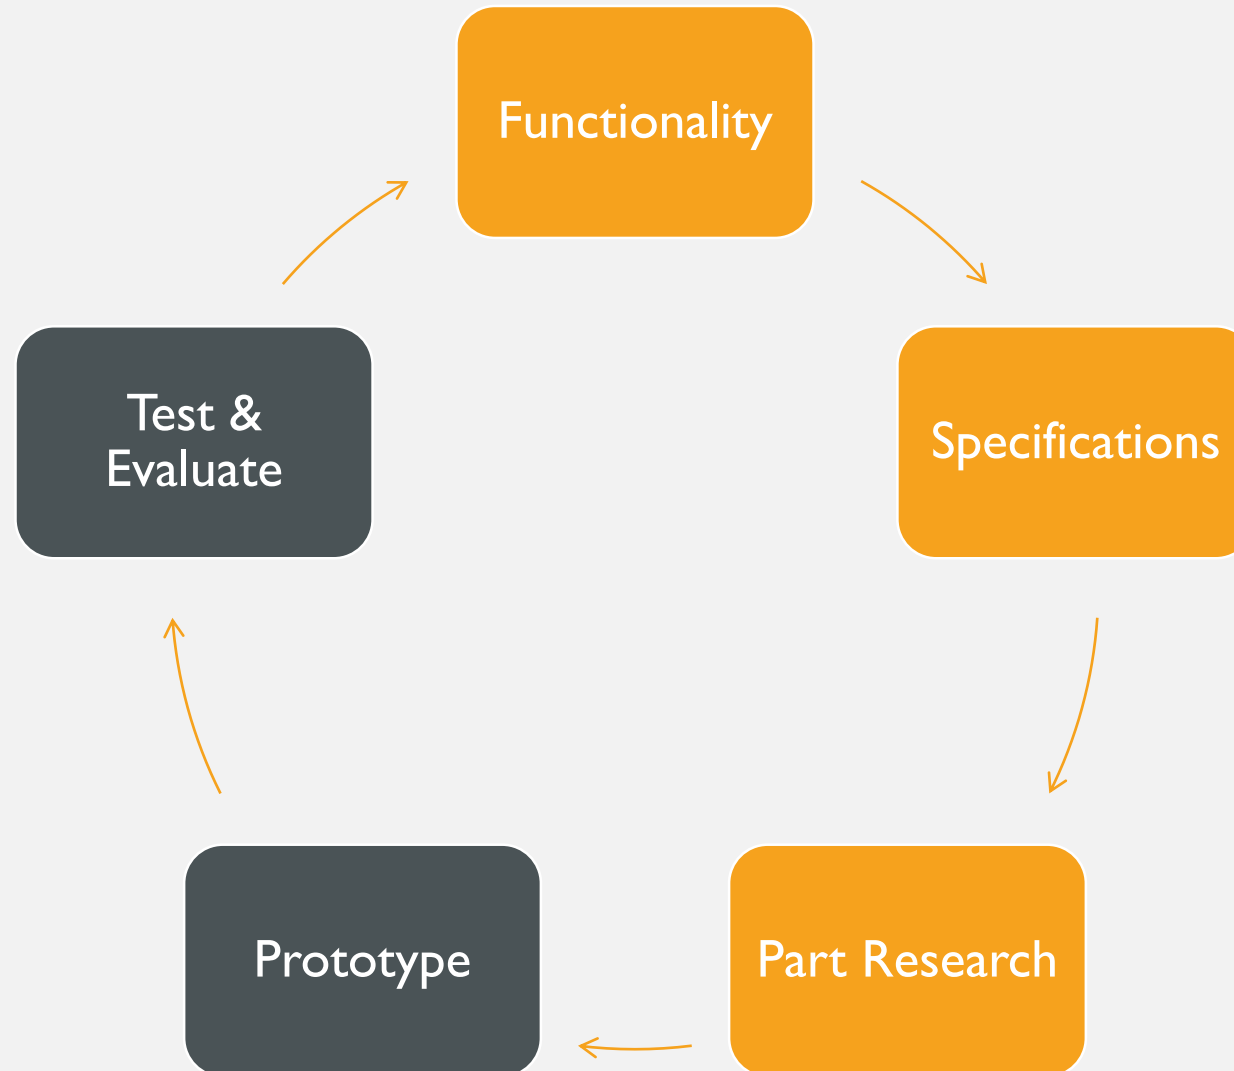 Functionality
Specifications
Part Research
Prototype
Test &
Evaluate